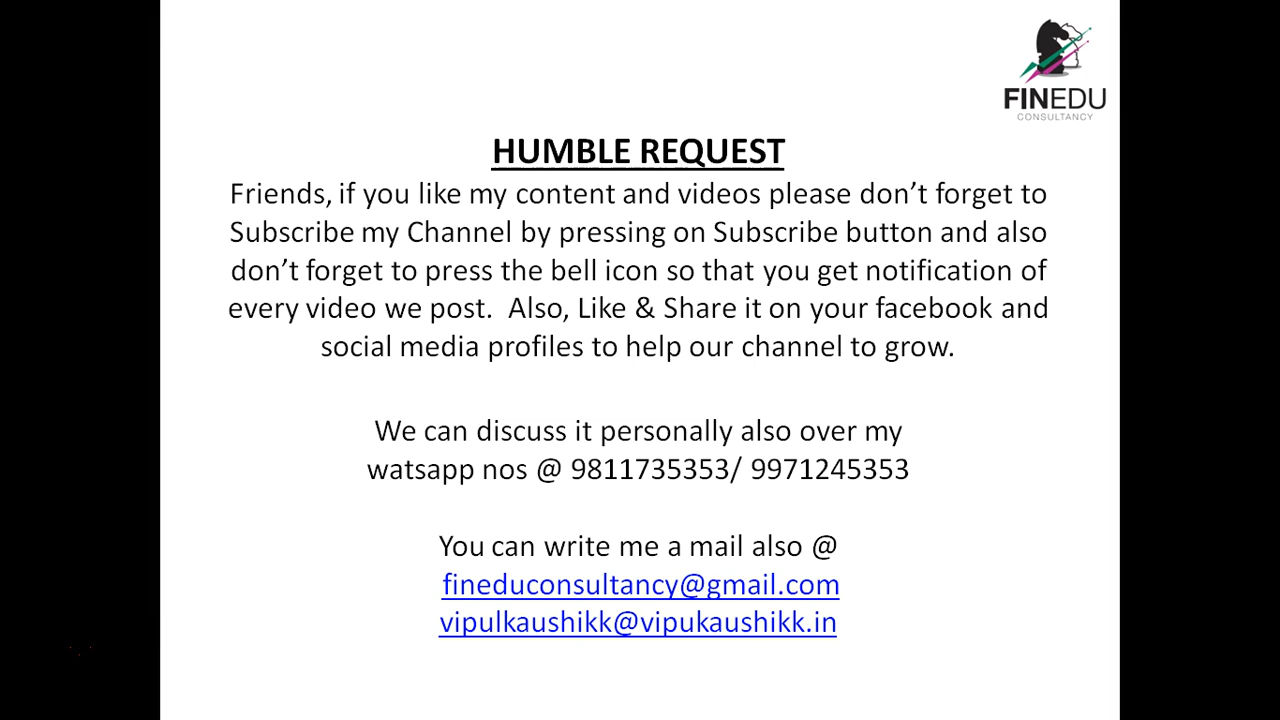 FINEDU
CONSULTANCY
HUMBLE REQUEST
Friends, if you like my content and videos please don’t forget to
Subscribe my Channel by pressing on Subscribe button and also
don’t forget to press the bell icon so that you get notification of
every video we post.  Also, Like & Share it on your facebook and
social media profiles to help our channel to grow.
We can discuss it personally also over my
watsapp nos @ 9811735353/ 9971245353
You can write me a mail also @
fineduconsultancy@gmail.com
vipulkaushikk@vipukaushikk.in